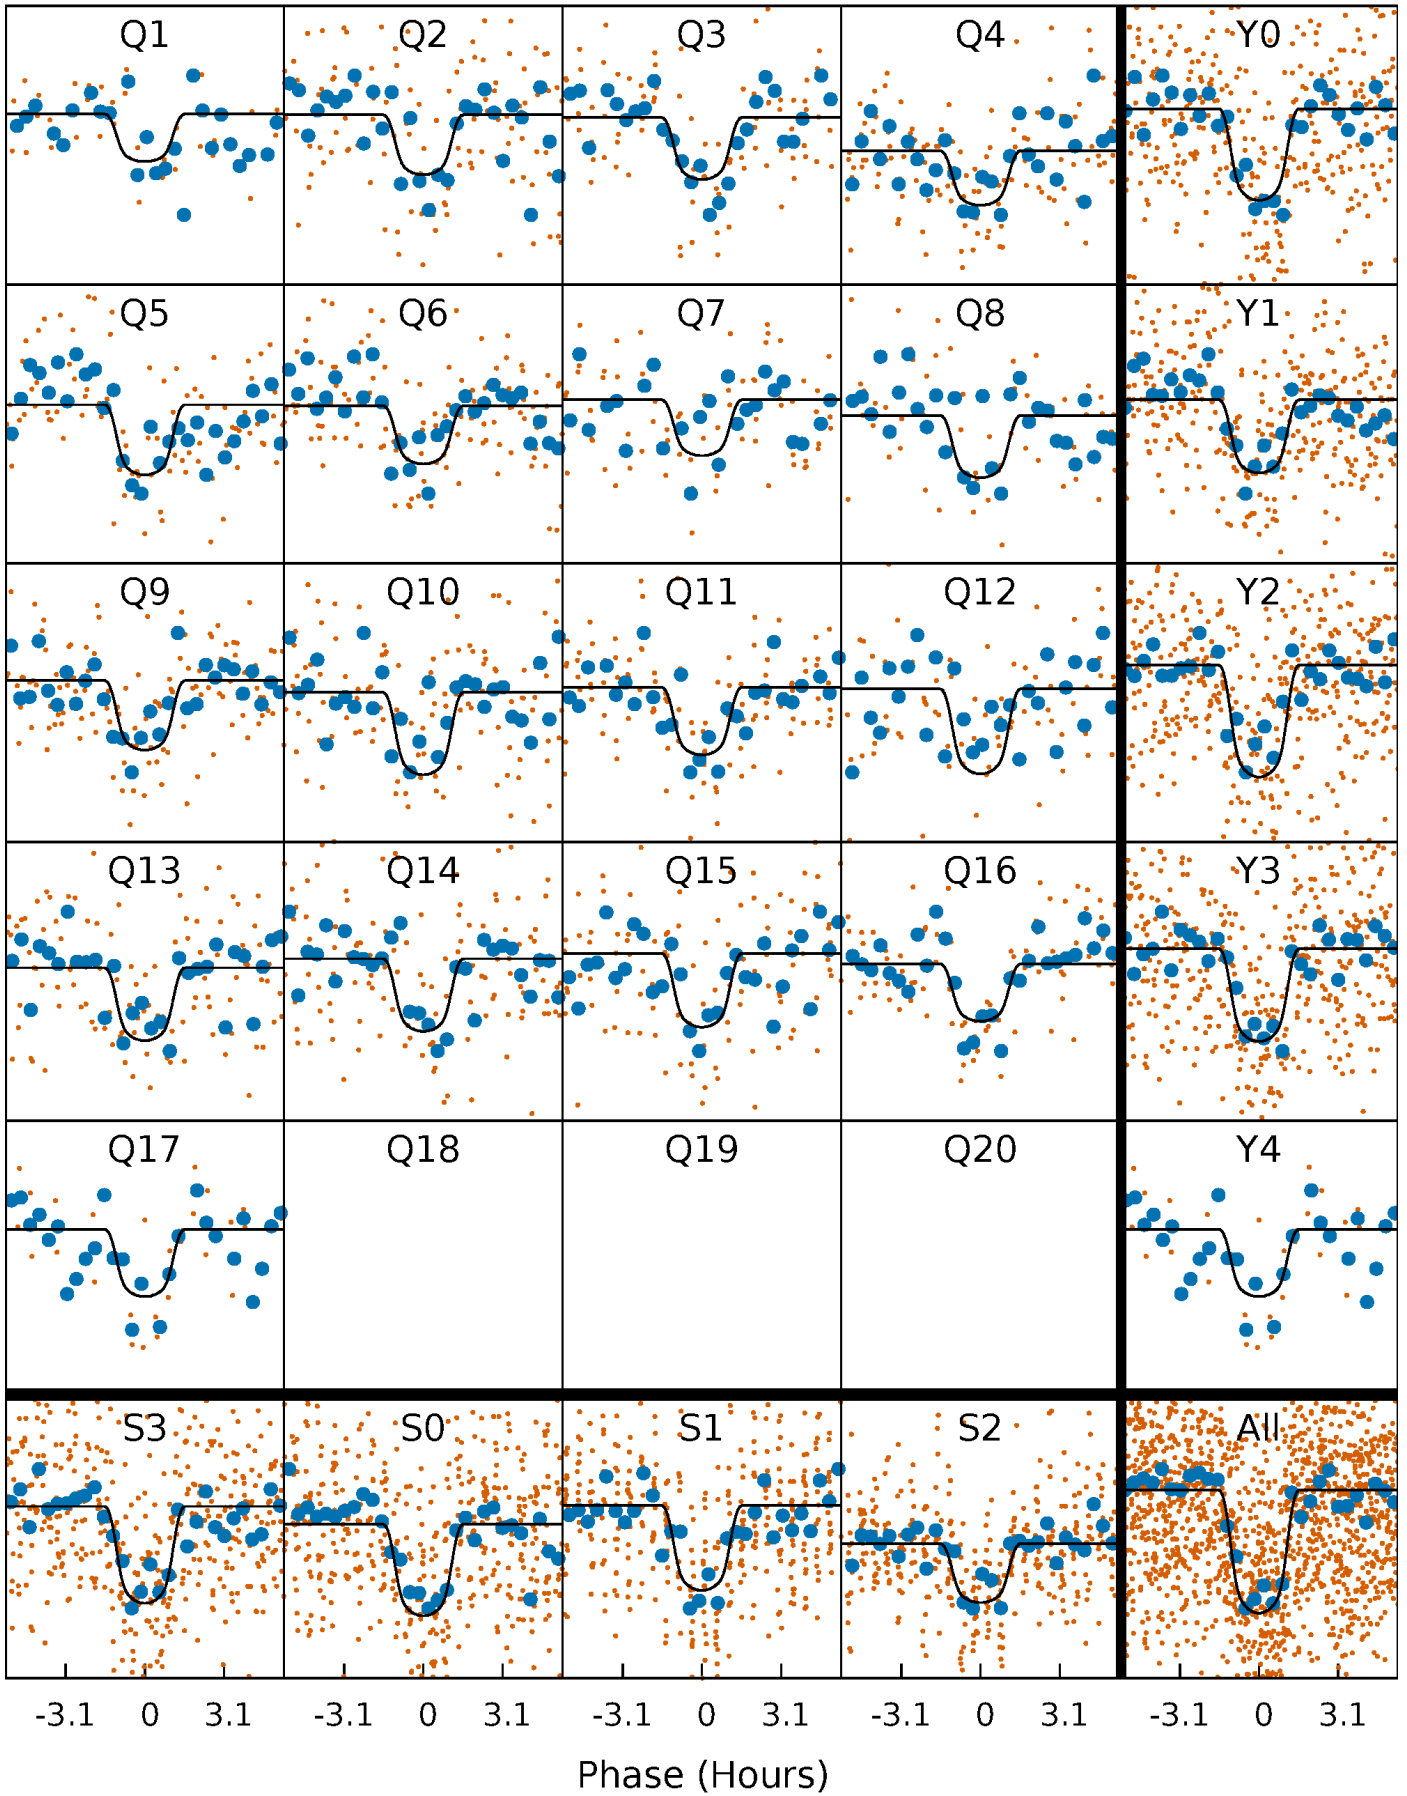 Q1 Q2 Q3 Q4 Y0
Q5 Q6 Q7 Q8 Y1
Q9 Q10 Q11 Q12 Y2
Q13 Q14 Q15 Q16 Y3
Q17 Q18 Q19 Q20 Y4
S3 S0 S1 S2 All
-3.1 0 3.1 -3.1 0 3.1 -3.1 0 3.1 -3.1 0 3.1 -3.1 0 3.1
Phase (Hours)